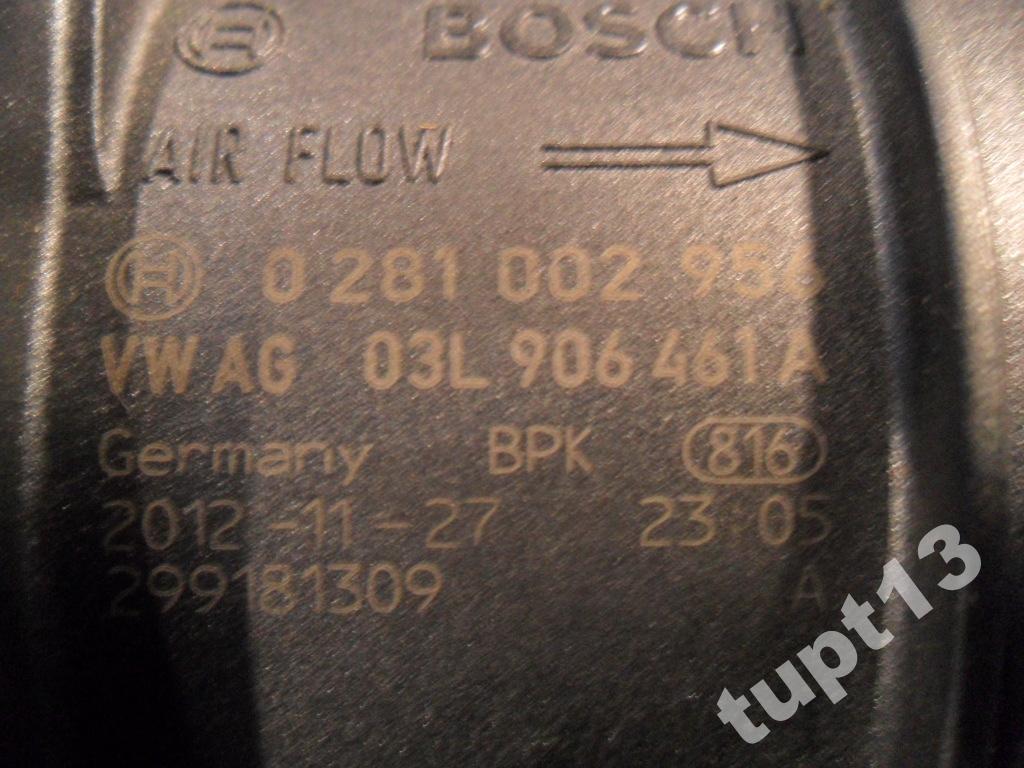 BOSCH
AIR FLOW
0 281 002 956
VW AG 03L 906 461 A
Germany BPK 816
2012-11-27 23:05
299181309 A
tupt13